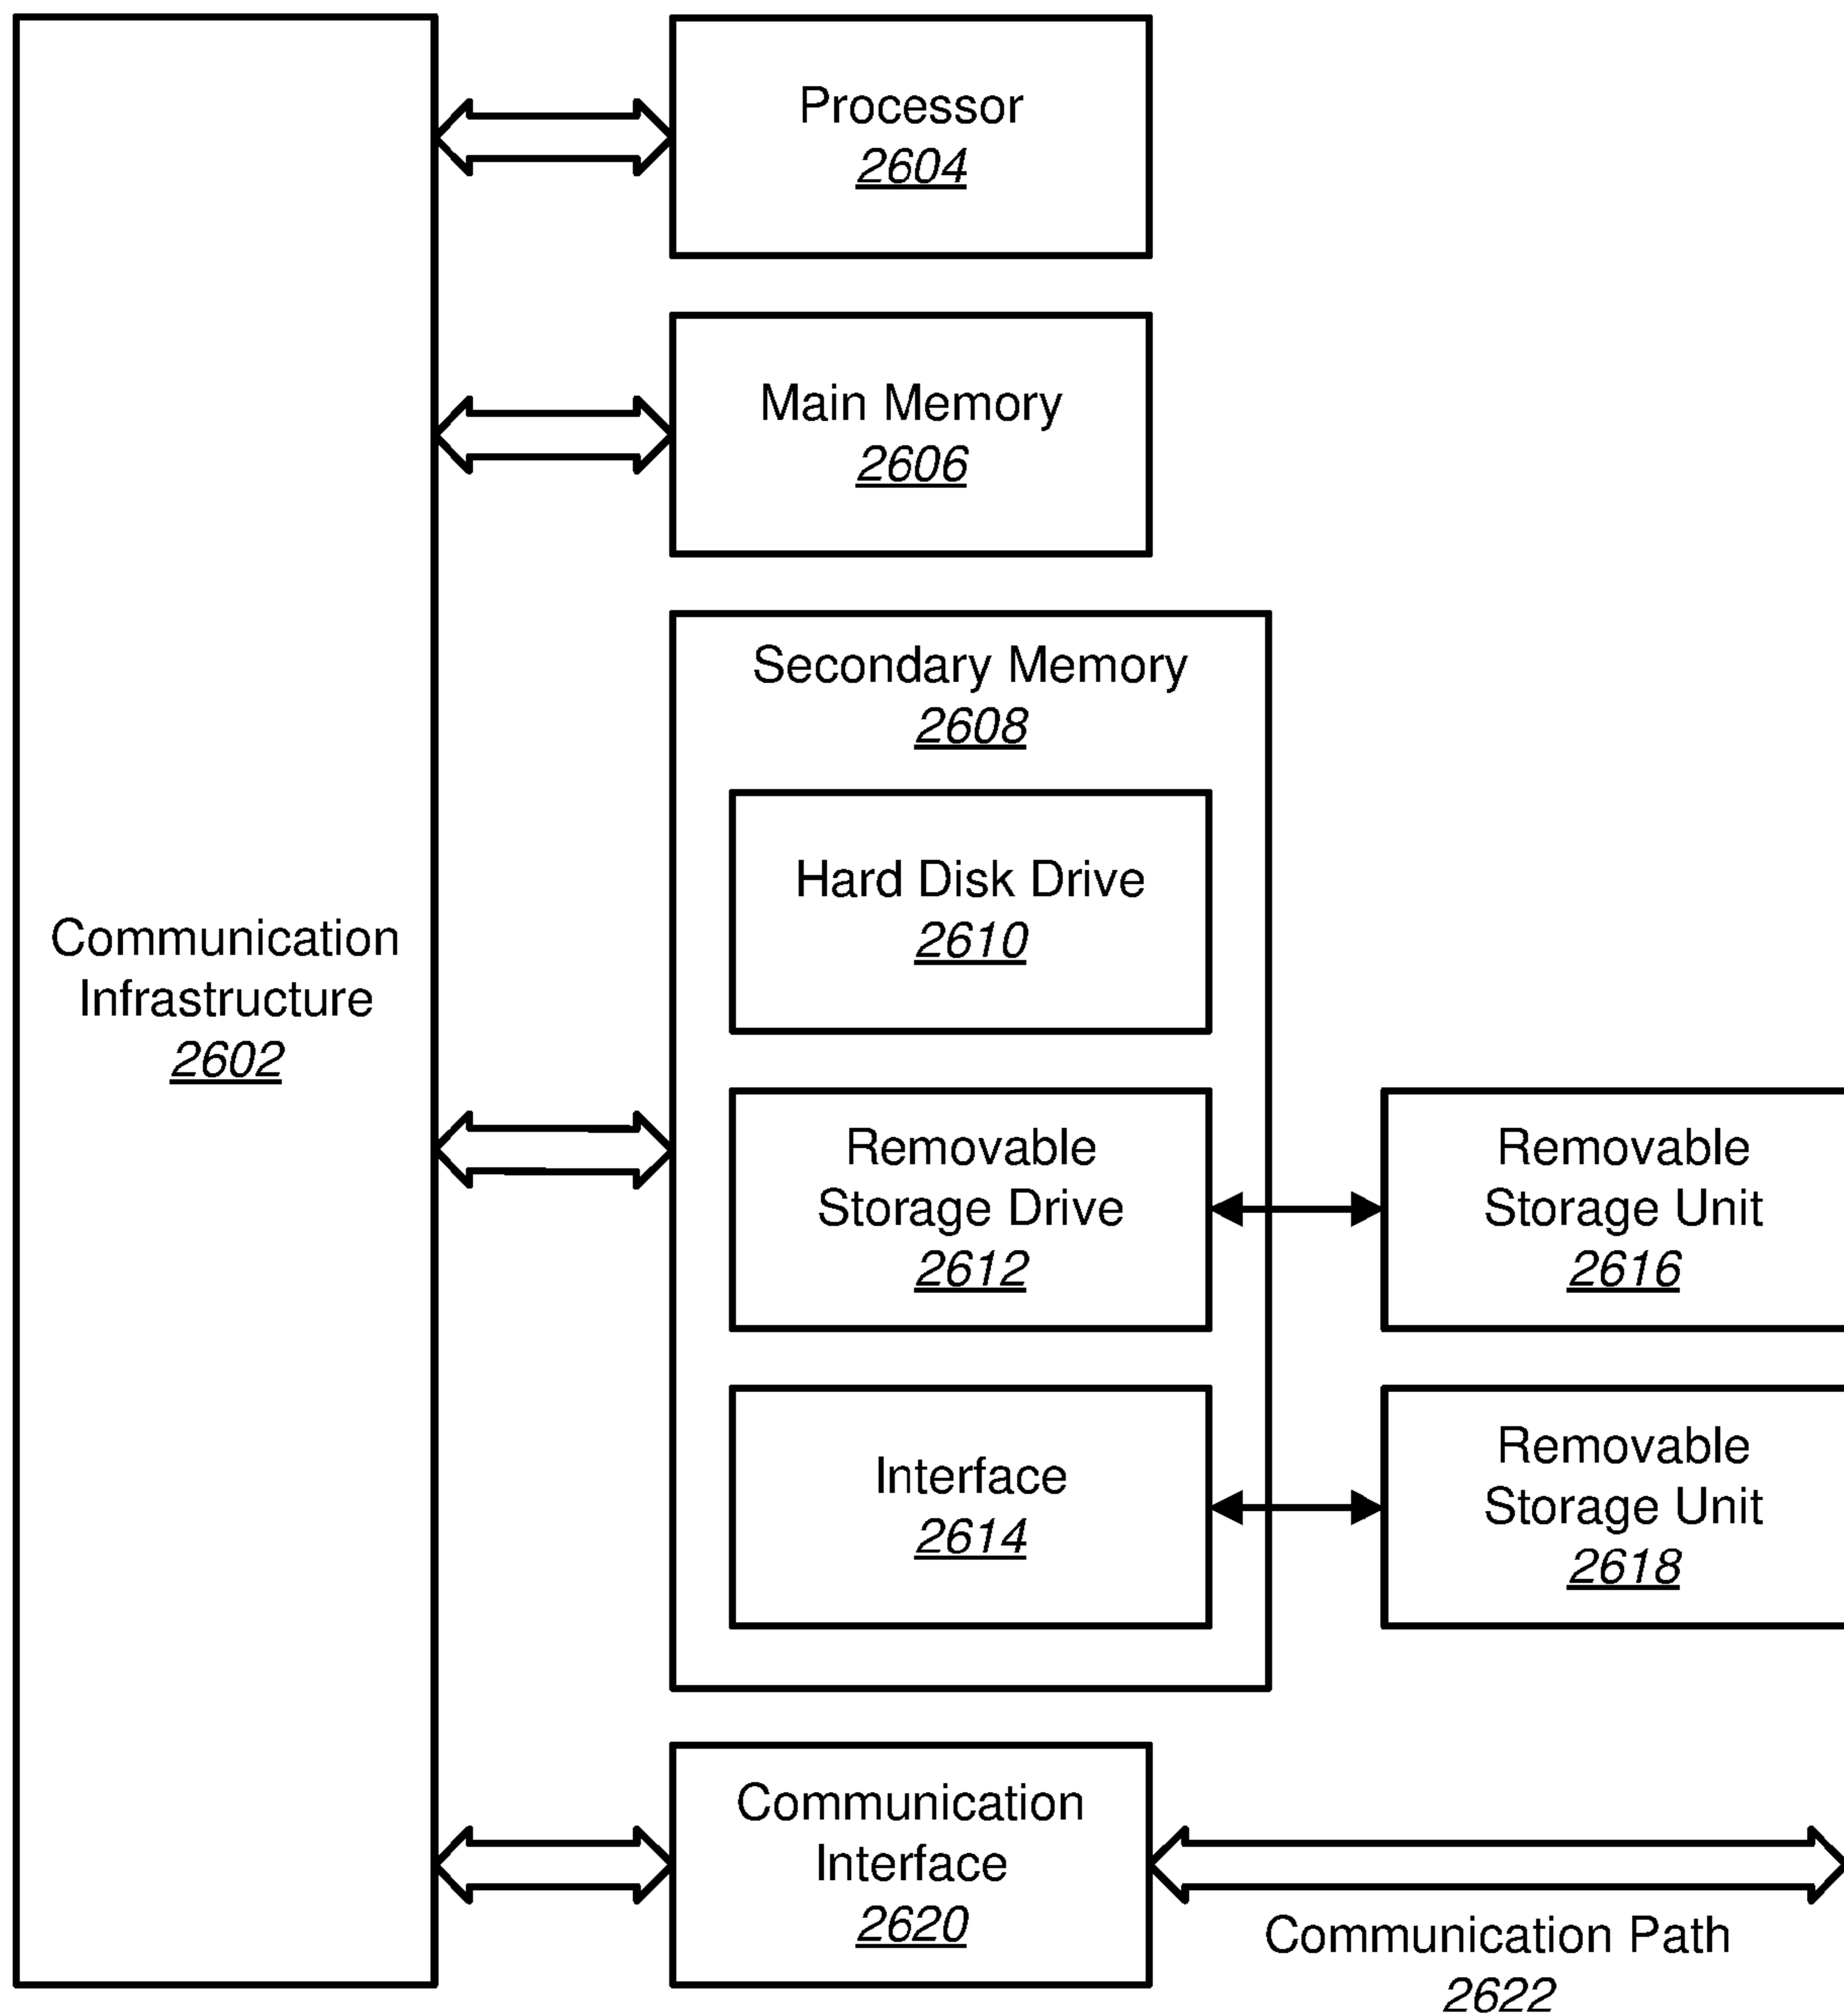 Processor
2604
Main Memory
2606
Secondary Memory
2608
Hard Disk Drive
2610
Communication
Infrastructure
2602
Removable
Storage Drive
2612
Removable
Storage Unit
2616
Interface
2614
Removable
Storage Unit
2618
Communication
Interface
2620
Communication Path
2622